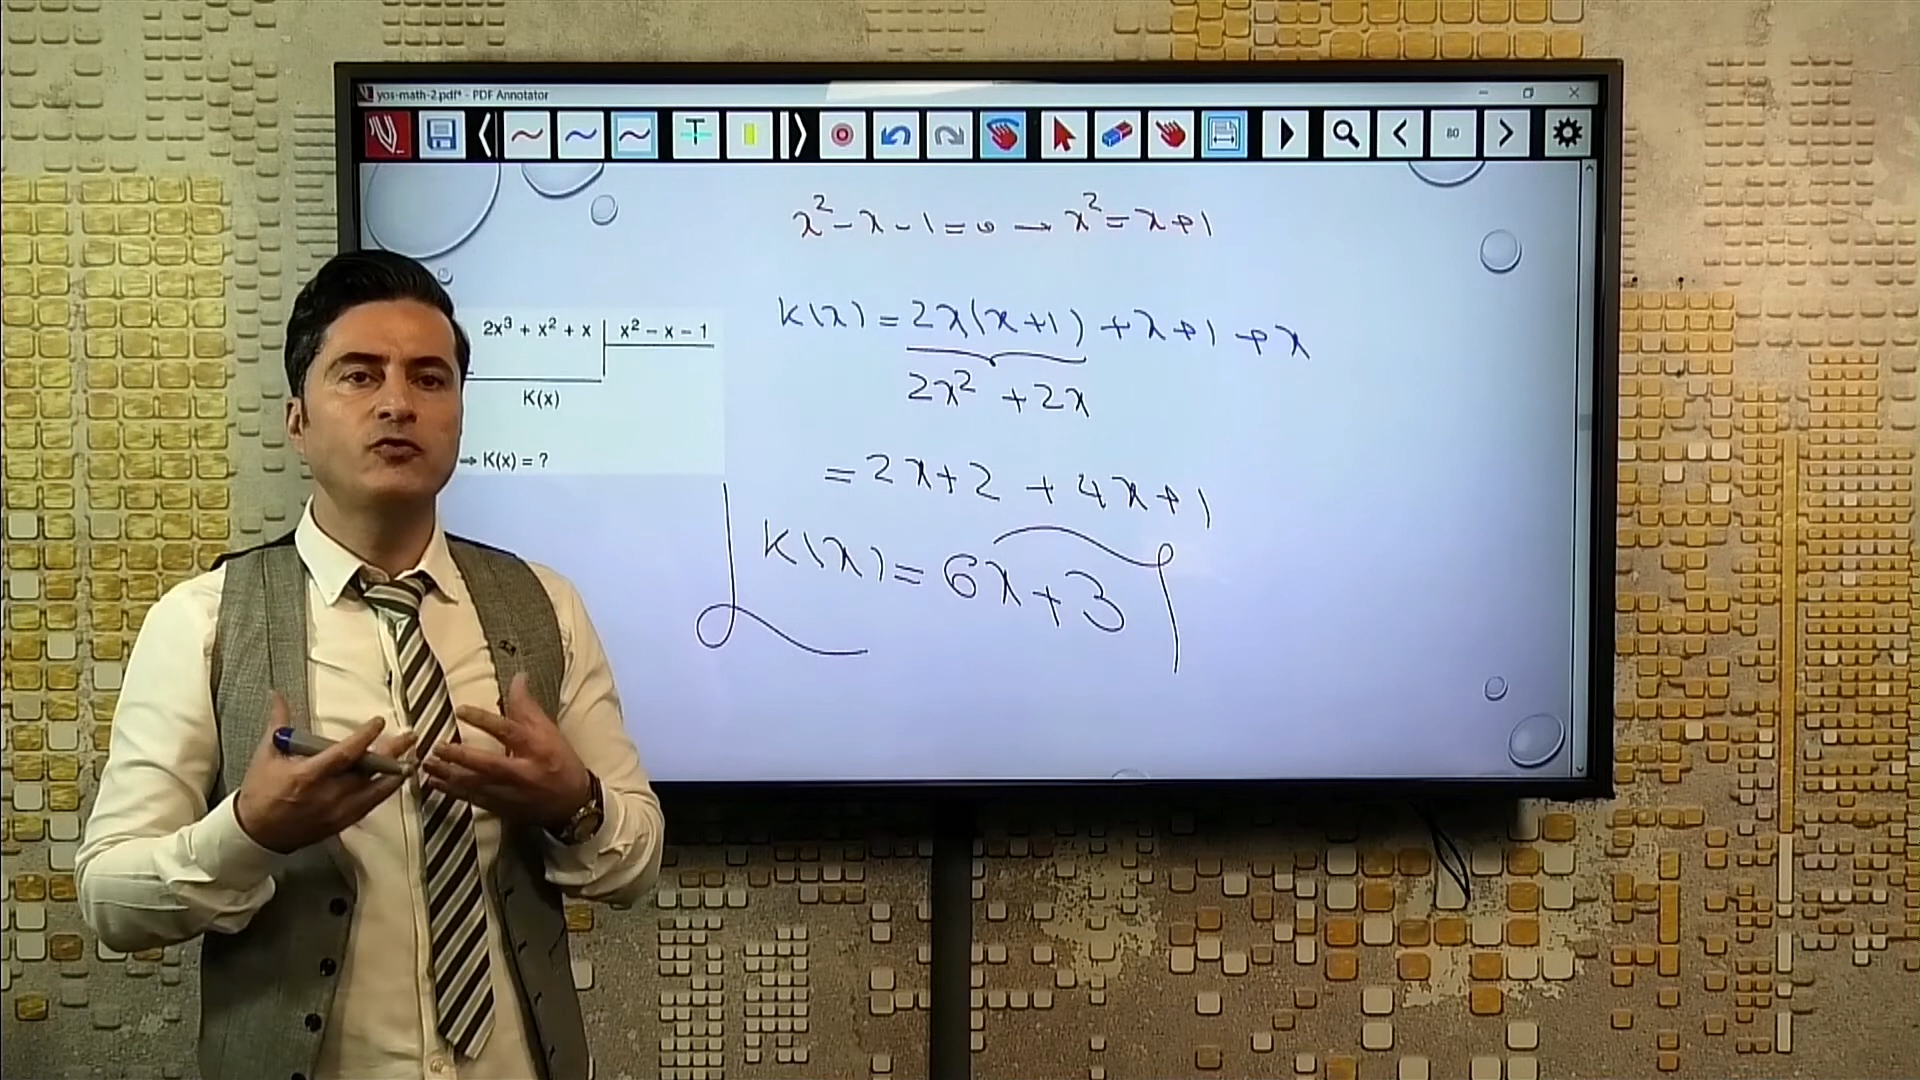 yos-math-2.pdf* - PDF Annotator
80
x² - x - 1 = 0 → x² = x + 1
2x³ + x² + x | x² – x – 1
K(x)
⇒ K(x) = ?
K(x) = 2x(x+1) + x + 1 + x
2x² + 2x
= 2x + 2 + 4x + 1
K(x) = 6x + 3